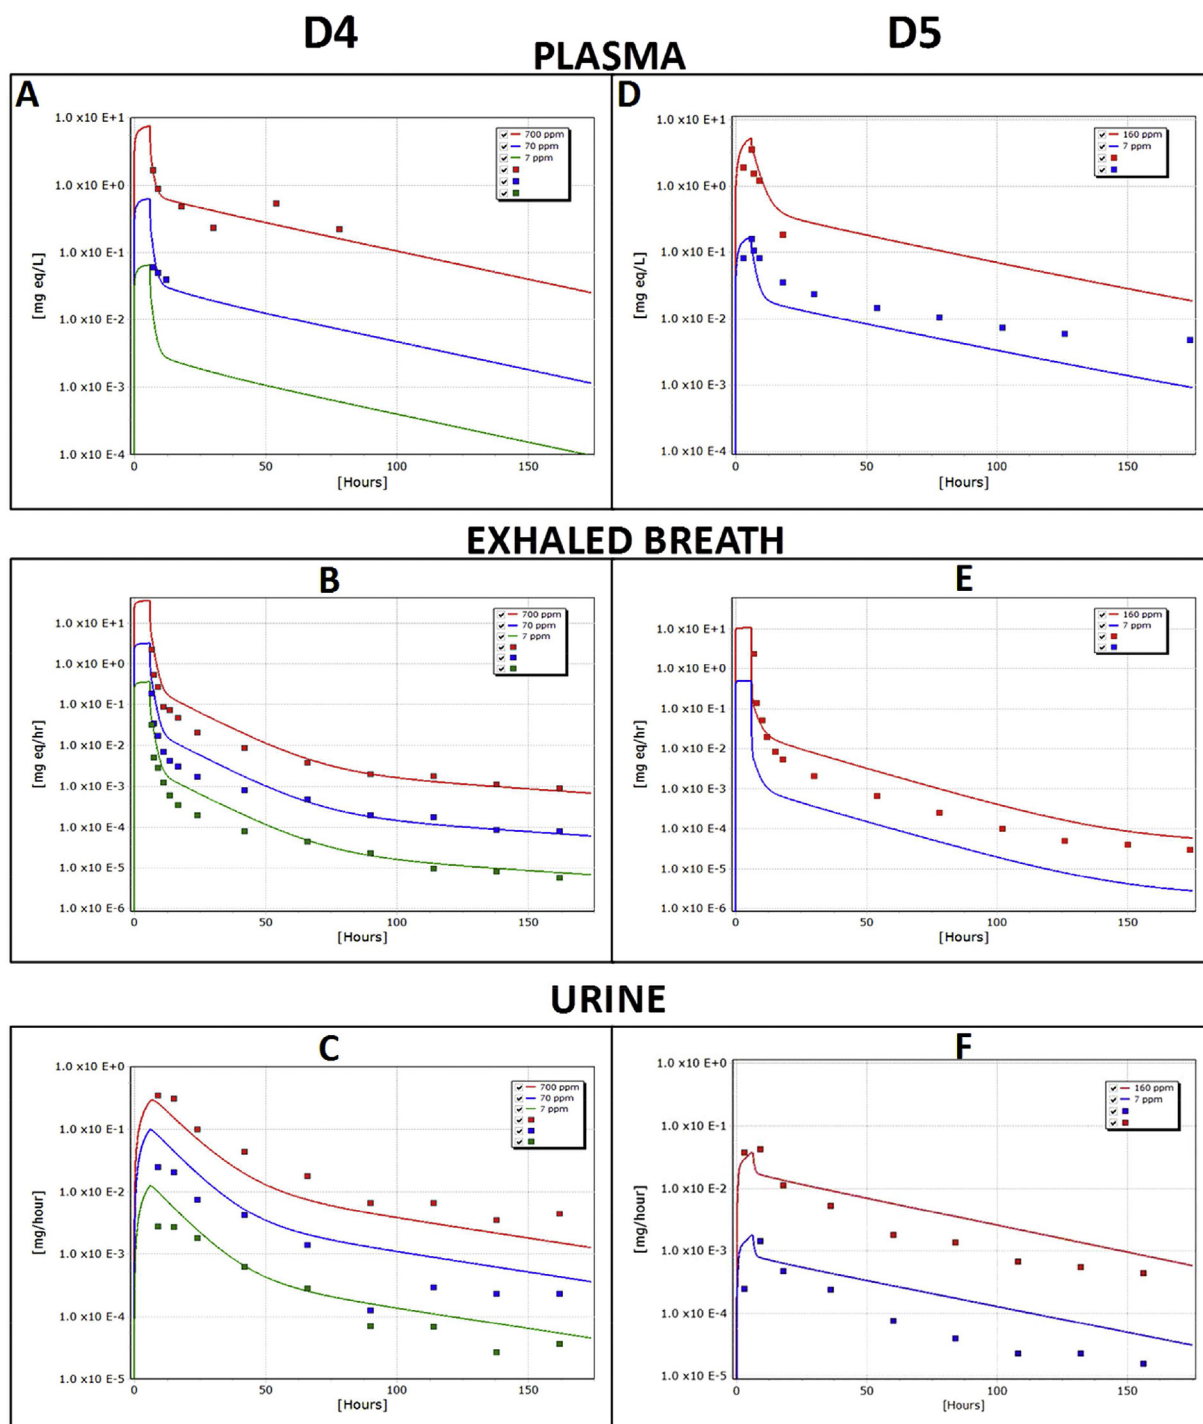 D4 D5
PLASMA
A
1.0 x10 E+1
1.0 x10 E+0
1.0 x10 E-1
1.0 x10 E-2
1.0 x10 E-3
1.0 x10 E-4
[mg eq/L]
0 50 100 150
[Hours]
700 ppm
70 ppm
7 ppm
D
1.0 x10 E+1
1.0 x10 E+0
1.0 x10 E-1
1.0 x10 E-2
1.0 x10 E-3
1.0 x10 E-4
[mg eq/L]
0 50 100 150
[Hours]
160 ppm
7 ppm
EXHALED BREATH
B
1.0 x10 E+1
1.0 x10 E+0
1.0 x10 E-1
1.0 x10 E-2
1.0 x10 E-3
1.0 x10 E-4
1.0 x10 E-5
1.0 x10 E-6
[mg eq/hr]
0 50 100 150
[Hours]
700 ppm
70 ppm
7 ppm
E
1.0 x10 E+1
1.0 x10 E+0
1.0 x10 E-1
1.0 x10 E-2
1.0 x10 E-3
1.0 x10 E-4
1.0 x10 E-5
1.0 x10 E-6
[mg eq/hr]
0 50 100 150
[Hours]
160 ppm
7 ppm
URINE
C
1.0 x10 E+0
1.0 x10 E-1
1.0 x10 E-2
1.0 x10 E-3
1.0 x10 E-4
1.0 x10 E-5
[mg/hour]
0 50 100 150
[Hours]
700 ppm
70 ppm
7 ppm
F
1.0 x10 E+0
1.0 x10 E-1
1.0 x10 E-2
1.0 x10 E-3
1.0 x10 E-4
1.0 x10 E-5
[mg/hour]
0 50 100 150
[Hours]
160 ppm
7 ppm